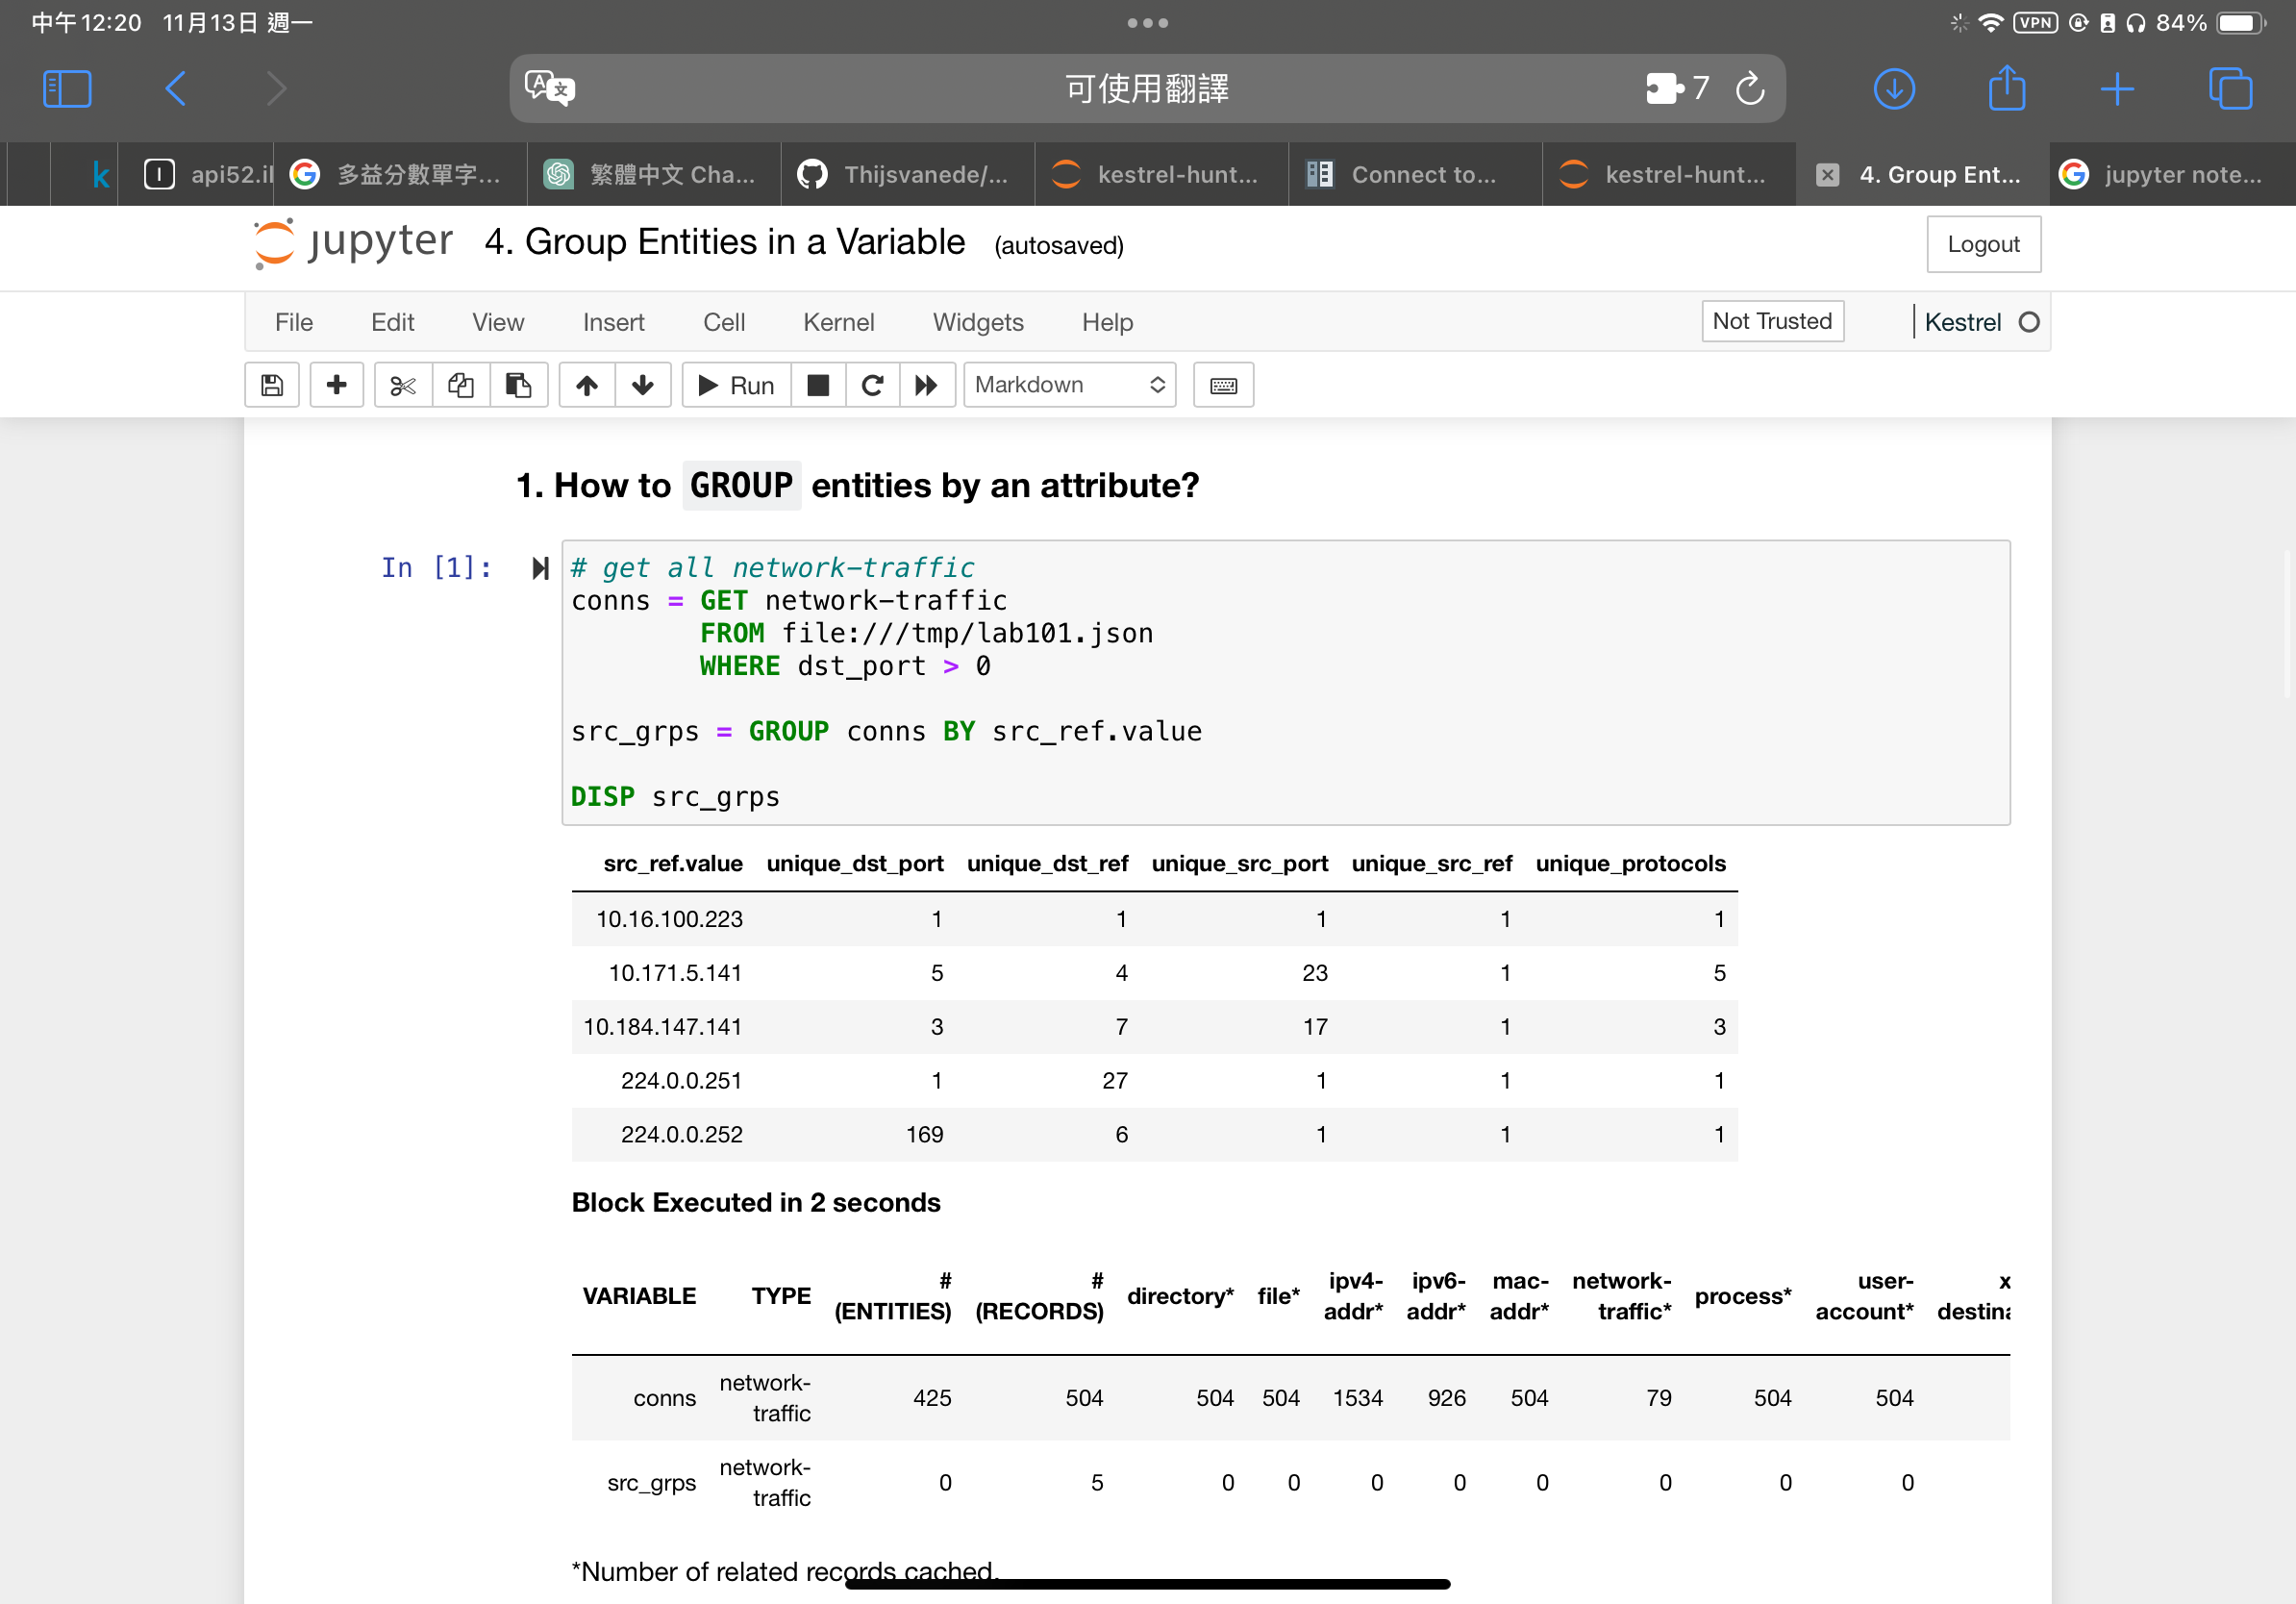 中午12:20 11月13日 週一
VPN 84%
可使用翻譯 7
k api52.il 多益分數單字... 繁體中文 Cha... Thijsvanede/... kestrel-hunt... Connect to... kestrel-hunt... 4. Group Ent... jupyter note...
jupyter 4. Group Entities in a Variable (autosaved) Logout
File Edit View Insert Cell Kernel Widgets Help Not Trusted Kestrel
Run Markdown
1. How to GROUP entities by an attribute?
In [1]: # get all network-traffic
conns = GET network-traffic
FROM file:///tmp/lab101.json
WHERE dst_port > 0
src_grps = GROUP conns BY src_ref.value
DISP src_grps
src_ref.value unique_dst_port unique_dst_ref unique_src_port unique_src_ref unique_protocols
10.16.100.223 1 1 1 1 1
10.171.5.141 5 4 23 1 5
10.184.147.141 3 7 17 1 3
224.0.0.251 1 27 1 1 1
224.0.0.252 169 6 1 1 1
Block Executed in 2 seconds
VARIABLE TYPE # (ENTITIES) # (RECORDS) directory* file* ipv4-addr* ipv6-addr* mac-addr* network-traffic* process* user-account* x destina
conns network-traffic 425 504 504 504 1534 926 504 79 504 504
src_grps network-traffic 0 5 0 0 0 0 0 0 0 0
*Number of related records cached.